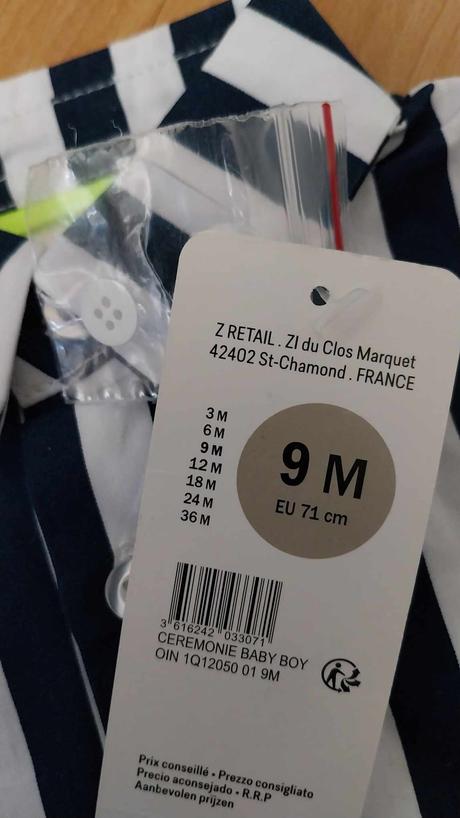 Z RETAIL . ZI du Clos Marquet
42402 St-Chamond . FRANCE
3 M
6 M
9 M
12 M
18 M
24 M
36 M
9 M
EU 71 cm
3 616242 033071
CEREMONIE BABY BOY
OIN 1Q12050 01 9M
Prix conseillé • Prezzo consigliato
Precio aconsejado • R.R.P
Aanbevolen prijzen